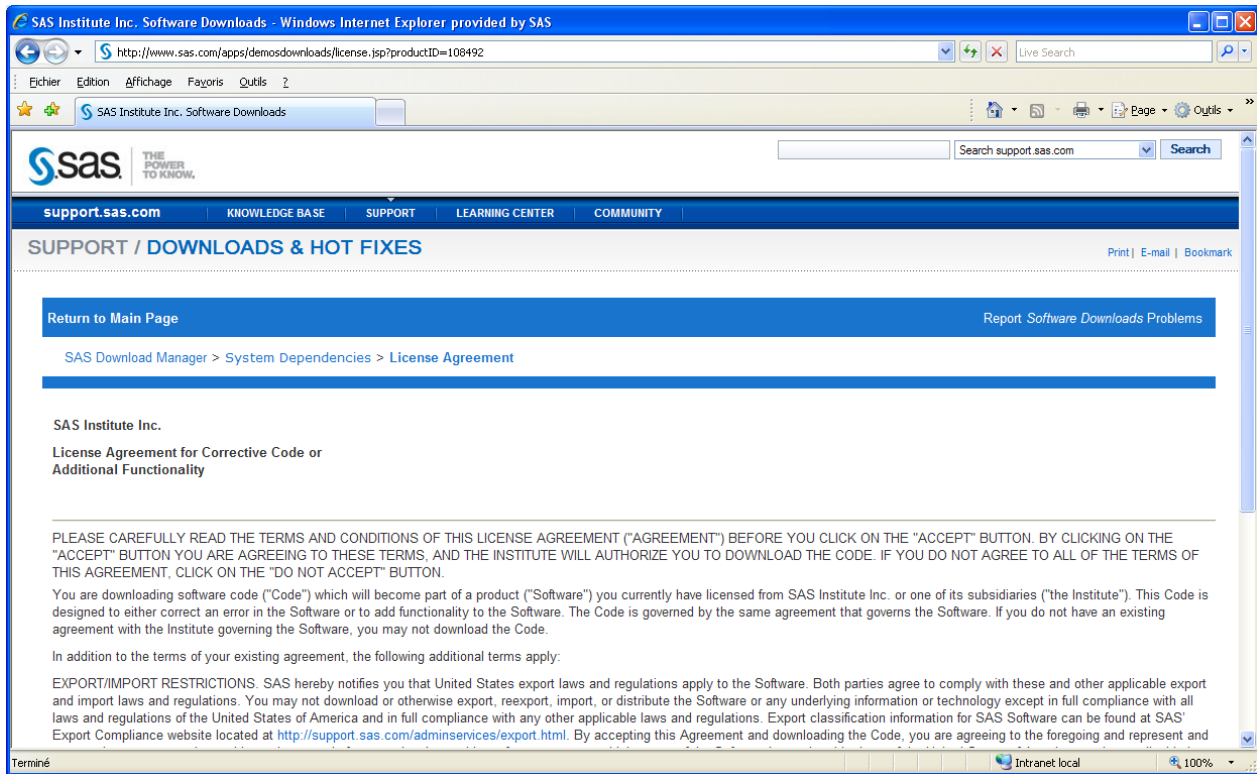 SAS Institute Inc. Software Downloads - Windows Internet Explorer provided by SAS
http://www.sas.com/apps/demosdownloads/license.jsp?productID=108492
Live Search
Eichier Edition Affichage Favoris Outils ?
SAS Institute Inc. Software Downloads
Page Outils »
sas. THE POWER TO KNOW.
Search support.sas.com Search
support.sas.com KNOWLEDGE BASE SUPPORT LEARNING CENTER COMMUNITY
SUPPORT / DOWNLOADS & HOT FIXES
Print | E-mail | Bookmark
Return to Main Page Report Software Downloads Problems
SAS Download Manager > System Dependencies > License Agreement
SAS Institute Inc.
License Agreement for Corrective Code or
Additional Functionality
PLEASE CAREFULLY READ THE TERMS AND CONDITIONS OF THIS LICENSE AGREEMENT ("AGREEMENT") BEFORE YOU CLICK ON THE "ACCEPT" BUTTON. BY CLICKING ON THE
"ACCEPT" BUTTON YOU ARE AGREEING TO THESE TERMS, AND THE INSTITUTE WILL AUTHORIZE YOU TO DOWNLOAD THE CODE. IF YOU DO NOT AGREE TO ALL OF THE TERMS OF
THIS AGREEMENT, CLICK ON THE "DO NOT ACCEPT" BUTTON.
You are downloading software code ("Code") which will become part of a product ("Software") you currently have licensed from SAS Institute Inc. or one of its subsidiaries ("the Institute"). This Code is
designed to either correct an error in the Software or to add functionality to the Software. The Code is governed by the same agreement that governs the Software. If you do not have an existing
agreement with the Institute governing the Software, you may not download the Code.
In addition to the terms of your existing agreement, the following additional terms apply:
EXPORT/IMPORT RESTRICTIONS. SAS hereby notifies you that United States export laws and regulations apply to the Software. Both parties agree to comply with these and other applicable export
and import laws and regulations. You may not download or otherwise export, reexport, import, or distribute the Software or any underlying information or technology except in full compliance with all
laws and regulations of the United States of America and in full compliance with any other applicable laws and regulations. Export classification information for SAS Software can be found at SAS'
Export Compliance website located at http://support.sas.com/adminservices/export.html. By accepting this Agreement and downloading the Code, you are agreeing to the foregoing and represent and
Terminé Intranet local 100%